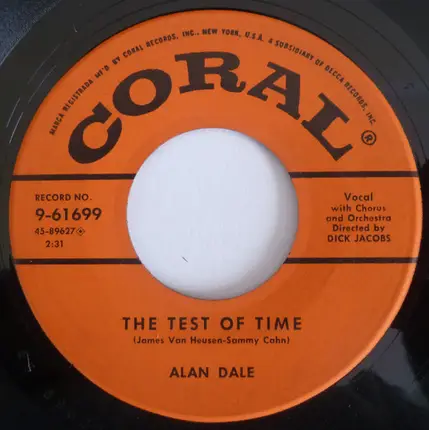 MARCA REGISTRADA MF'D. BY CORAL RECORDS, INC., NEW YORK, U.S.A. A SUBSIDIARY OF DECCA RECORDS, INC.
CORAL®
RECORD NO.
9-61699
45-89627
2:31
Vocal
with Chorus
and Orchestra
Directed by
DICK JACOBS
THE TEST OF TIME
(James Van Heusen-Sammy Cahn)
ALAN DALE